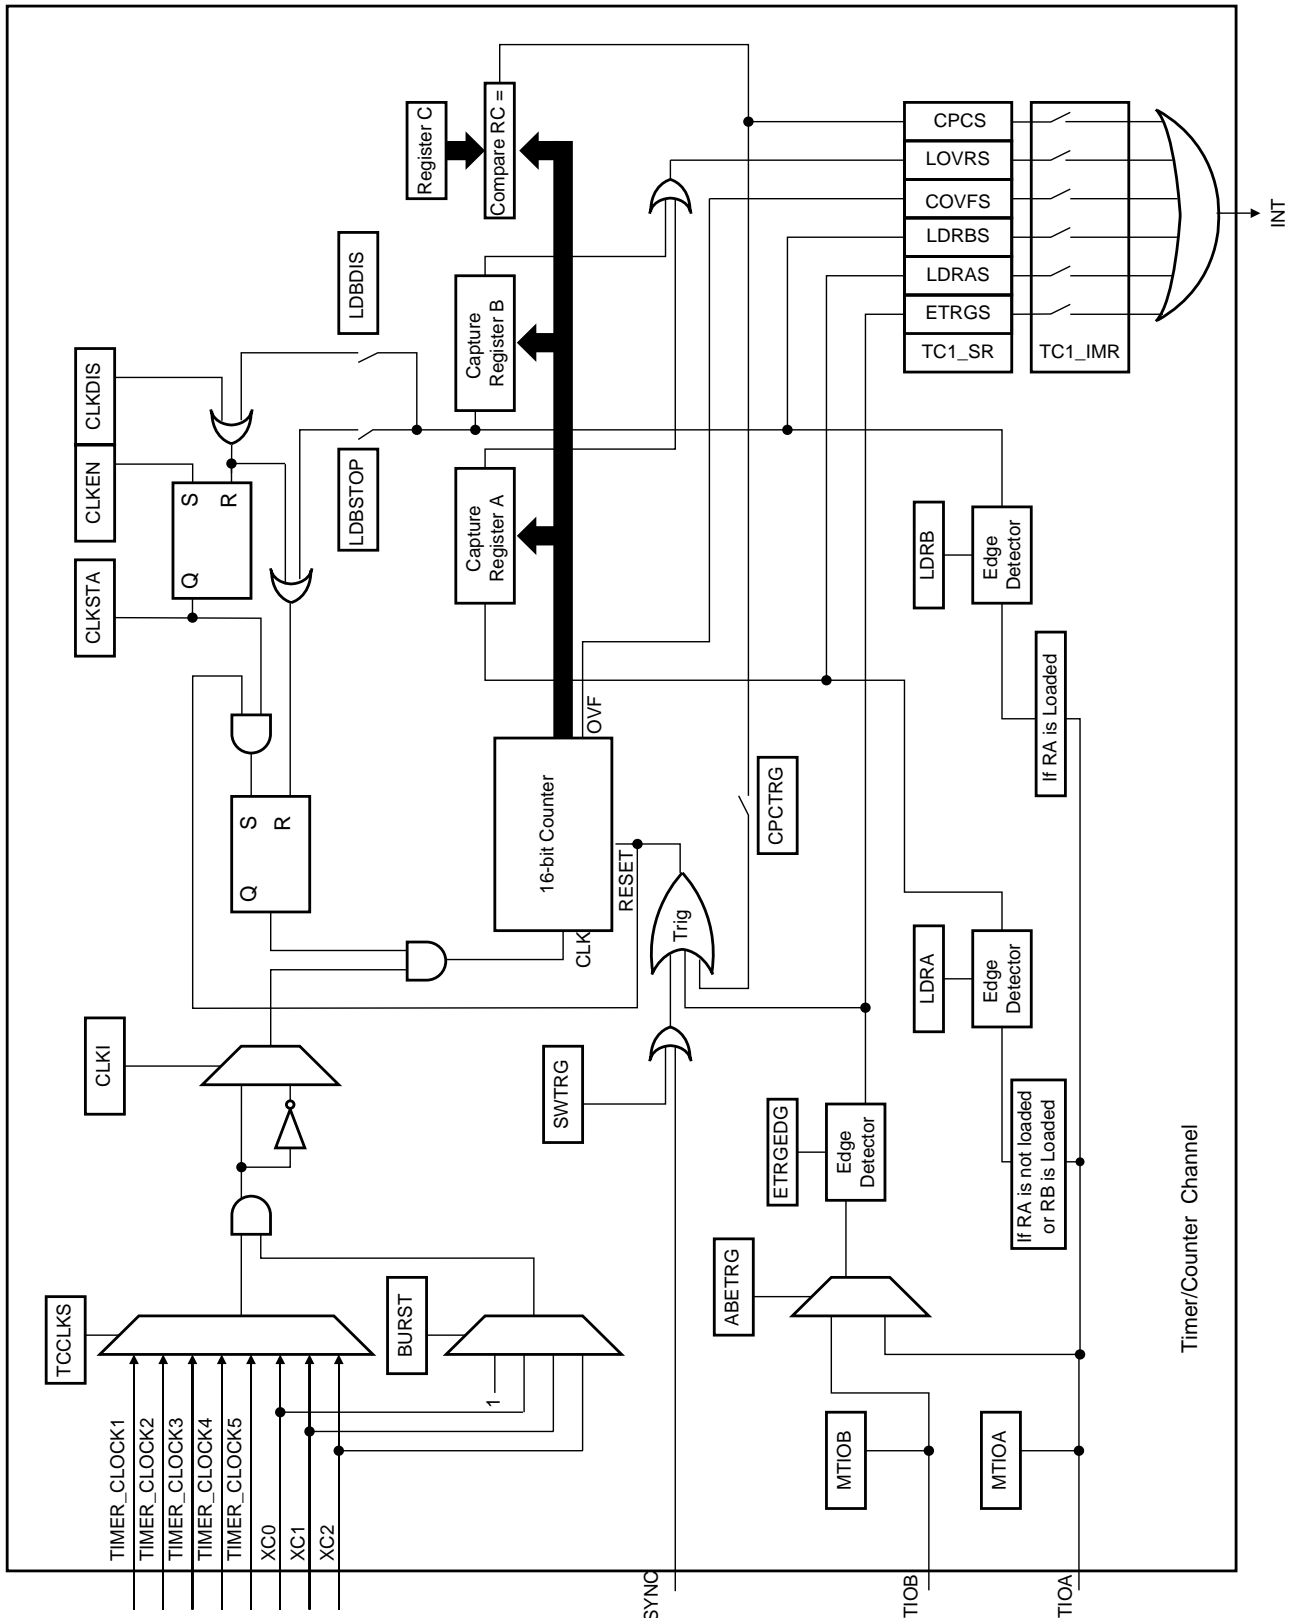 TCCLKS
TIMER_CLOCK1
TIMER_CLOCK2
TIMER_CLOCK3
TIMER_CLOCK4
TIMER_CLOCK5
XC0
XC1
XC2
CLKI
CLKSTA
CLKEN
CLKDIS
Q
S
R
Q
S
R
BURST
1
LDBSTOP
LDBDIS
Register C
Capture
Register A
Capture
Register B
Compare RC =
16-bit Counter
CLK
OVF
RESET
SWTRG
SYNC
Trig
CPCTRG
ABETRG
ETRGEDG
Edge
Detector
MTIOB
TIOB
MTIOA
TIOA
LDRA
Edge
Detector
If RA is not loaded
or RB is Loaded
LDRB
Edge
Detector
If RA is Loaded
CPCS
LOVRS
COVFS
LDRBS
LDRAS
ETRGS
TC1_SR
TC1_IMR
INT
Timer/Counter Channel